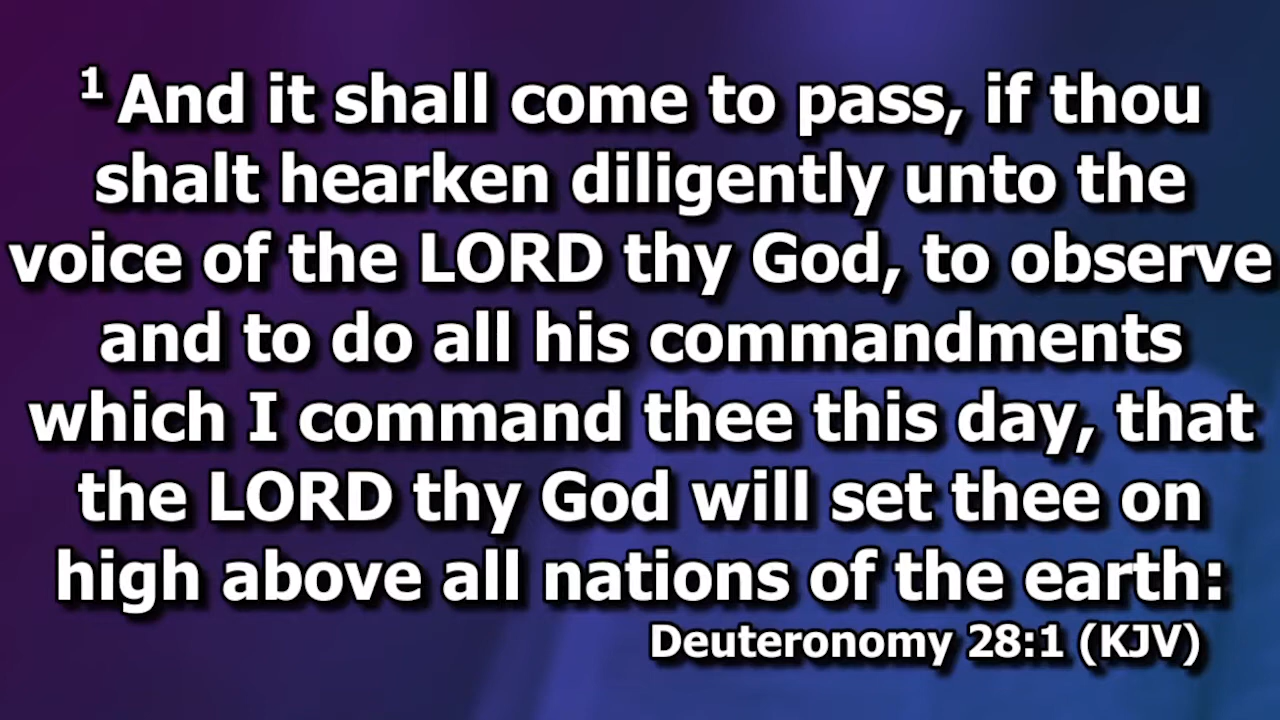 1 And it shall come to pass, if thou
shalt hearken diligently unto the
voice of the LORD thy God, to observe
and to do all his commandments
which I command thee this day, that
the LORD thy God will set thee on
high above all nations of the earth:
Deuteronomy 28:1 (KJV)